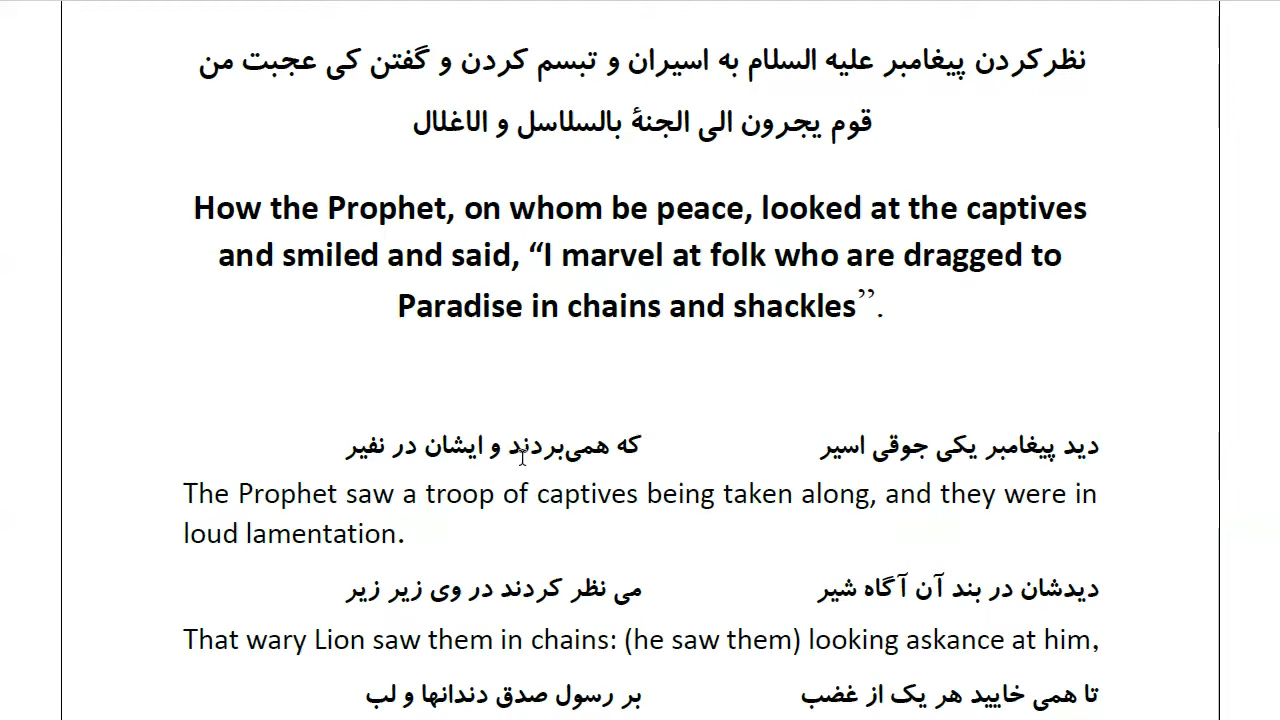 نظرکردن پیغامبر علیه السلام به اسیران و تبسم کردن و گفتن کی عجبت من
قوم یجرون الی الجنهٔ بالسلاسل و الاغلال
How the Prophet, on whom be peace, looked at the captives
and smiled and said, “I marvel at folk who are dragged to
Paradise in chains and shackles”.
دید پیغامبر یکی جوقی اسیر که همی‌بردند و ایشان در نفیر
The Prophet saw a troop of captives being taken along, and they were in
loud lamentation.
دیدشان در بند آن آگاه شیر می نظر کردند در وی زیر زیر
That wary Lion saw them in chains: (he saw them) looking askance at him,
تا همی خایید هر یک از غضب بر رسول صدق دندانها و لب